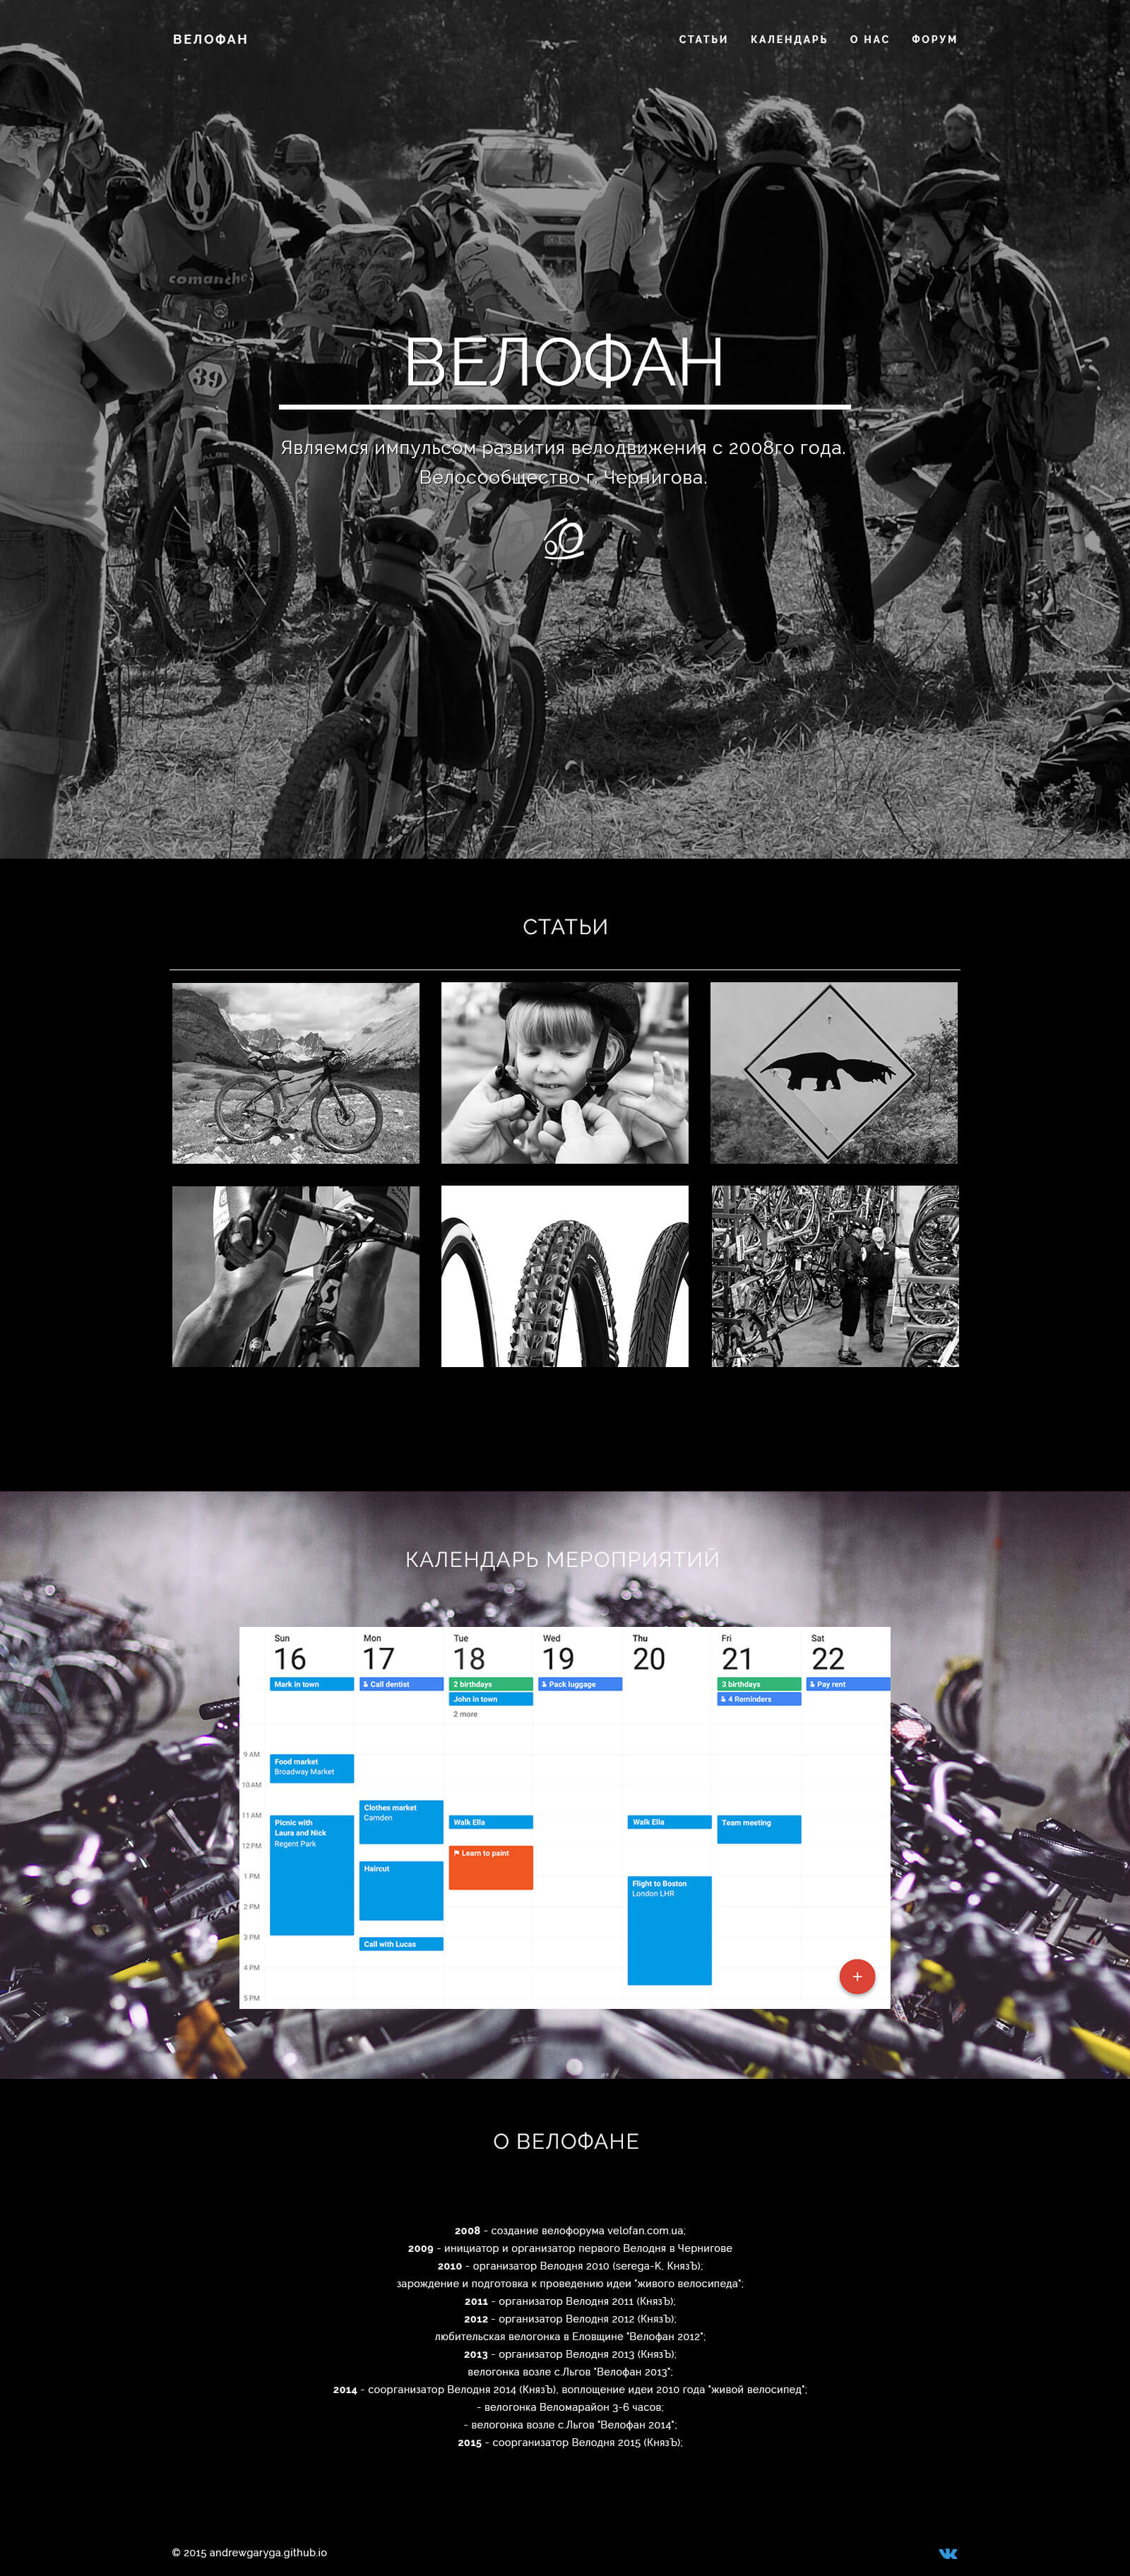 ВЕЛОФАН
СТАТЬИ КАЛЕНДАРЬ О НАС ФОРУМ
comanche
39
ВЕЛОФАН
Являемся импульсом развития велодвижения с 2008го года.
Велосообщество г. Чернигова.
СТАТЬИ
КАЛЕНДАРЬ МЕРОПРИЯТИЙ
Sun Mon Tue Wed Thu Fri Sat
16 17 18 19 20 21 22
Mark in town Call dentist 2 birthdays Pack luggage 3 birthdays Pay rent
John in town 4 Reminders
2 more
9 AM
Food market
Broadway Market
10 AM
Clothes market
Camden
11 AM
Picnic with
Laura and Nick
Regent Park
Walk Ella Walk Ella Team meeting
12 PM
Learn to paint
Haircut
1 PM
Flight to Boston
London LHR
2 PM
3 PM
Call with Lucas
4 PM
5 PM
О ВЕЛОФАНЕ
2008 - создание велофорума velofan.com.ua;
2009 - инициатор и организатор первого Велодня в Чернигове
2010 - организатор Велодня 2010 (serega-K, КнязЪ);
зарождение и подготовка к проведению идеи "живого велосипеда";
2011 - организатор Велодня 2011 (КнязЪ);
2012 - организатор Велодня 2012 (КнязЪ);
любительская велогонка в Еловщине "Велофан 2012";
2013 - организатор Велодня 2013 (КнязЪ);
велогонка возле с.Льгов "Велофан 2013";
2014 - соорганизатор Велодня 2014 (КнязЪ), воплощение идеи 2010 года "живой велосипед";
- велогонка Веломарайон 3-6 часов;
- велогонка возле с.Льгов "Велофан 2014";
2015 - соорганизатор Велодня 2015 (КнязЪ);
© 2015 andrewgaryga.github.io